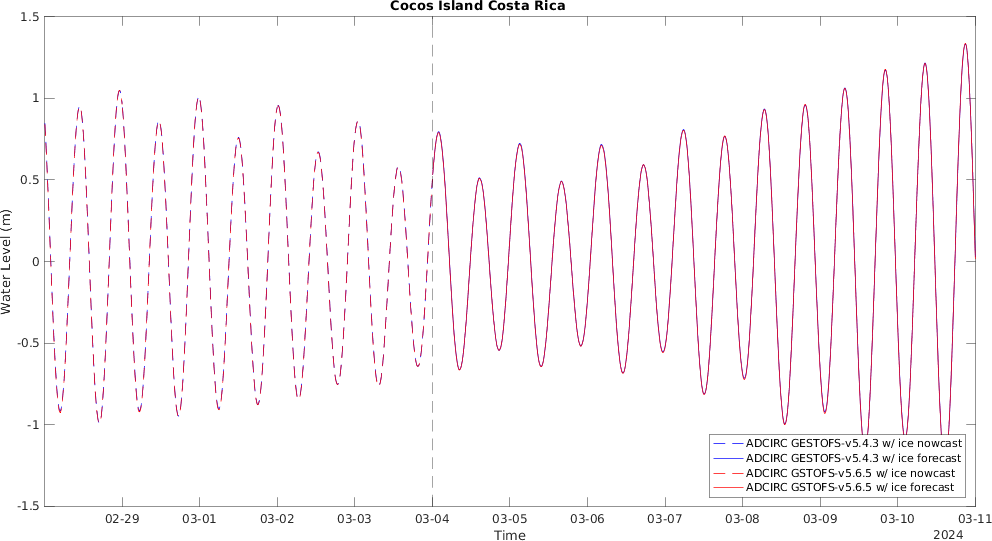 Cocos Island Costa Rica
1.5
1
0.5
0
-0.5
-1
-1.5
Water Level (m)
ADCIRC GESTOFS-v5.4.3 w/ ice nowcast
ADCIRC GESTOFS-v5.4.3 w/ ice forecast
ADCIRC GSTOFS-v5.6.5 w/ ice nowcast
ADCIRC GSTOFS-v5.6.5 w/ ice forecast
02-29 03-01 03-02 03-03 03-04 03-05 03-06 03-07 03-08 03-09 03-10 03-11
Time
2024